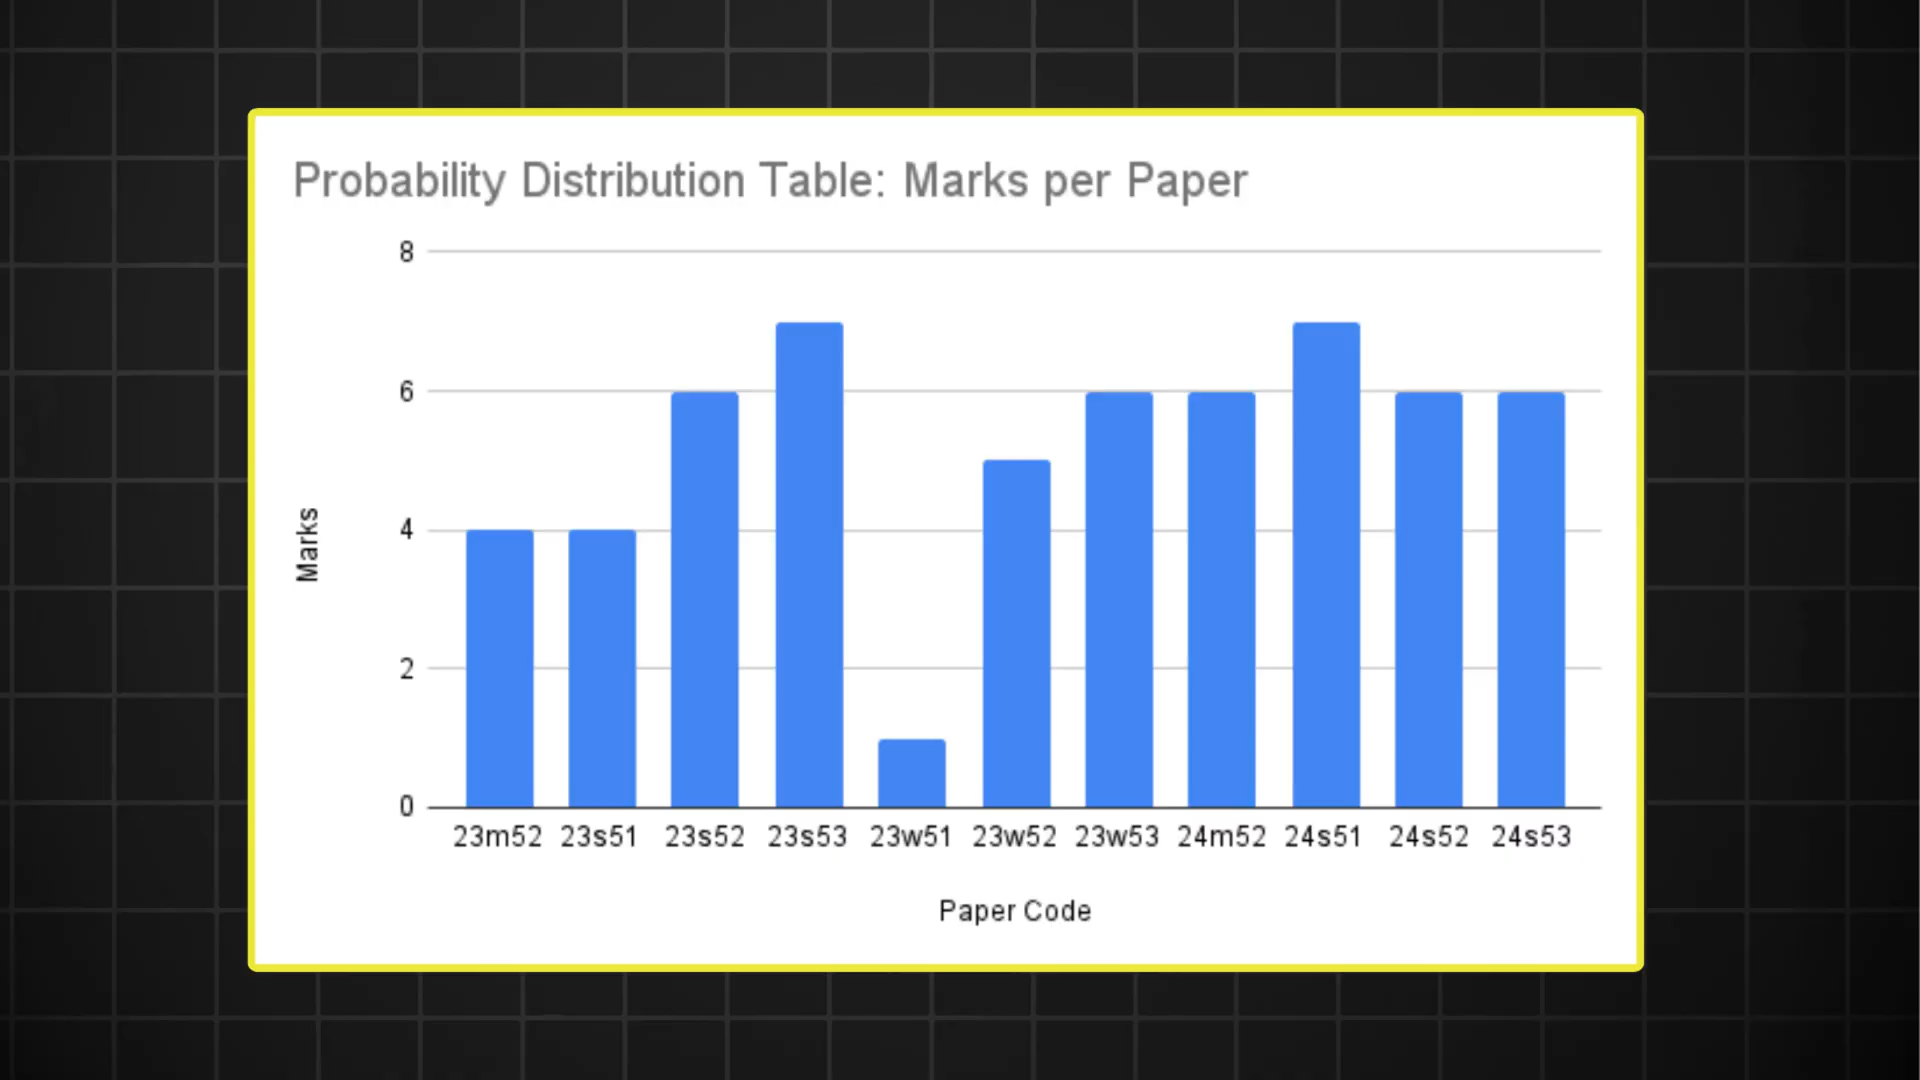 Probability Distribution Table: Marks per Paper
8
6
4
2
0
Marks
23m52 23s51 23s52 23s53 23w51 23w52 23w53 24m52 24s51 24s52 24s53
Paper Code